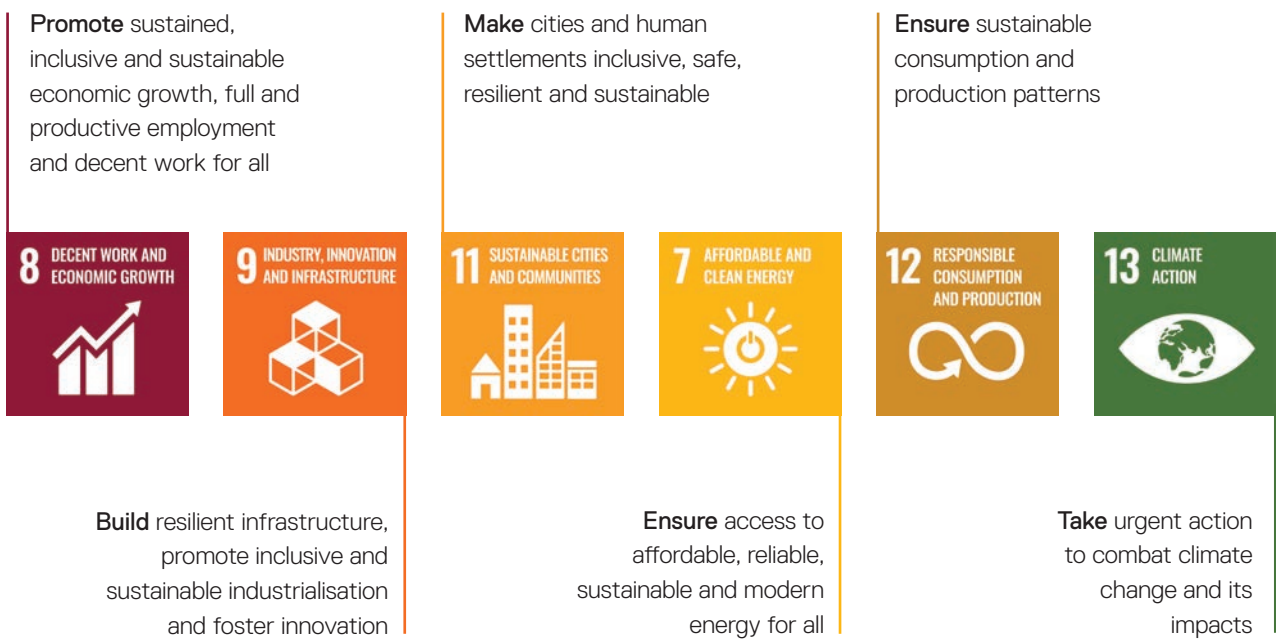 Promote sustained,
inclusive and sustainable
economic growth, full and
productive employment
and decent work for all
Make cities and human
settlements inclusive, safe,
resilient and sustainable
Ensure sustainable
consumption and
production patterns
8 DECENT WORK AND
ECONOMIC GROWTH
9 INDUSTRY, INNOVATION
AND INFRASTRUCTURE
11 SUSTAINABLE CITIES
AND COMMUNITIES
7 AFFORDABLE AND
CLEAN ENERGY
12 RESPONSIBLE
CONSUMPTION
AND PRODUCTION
13 CLIMATE
ACTION
Build resilient infrastructure,
promote inclusive and
sustainable industrialisation
and foster innovation
Ensure access to
affordable, reliable,
sustainable and modern
energy for all
Take urgent action
to combat climate
change and its
impacts